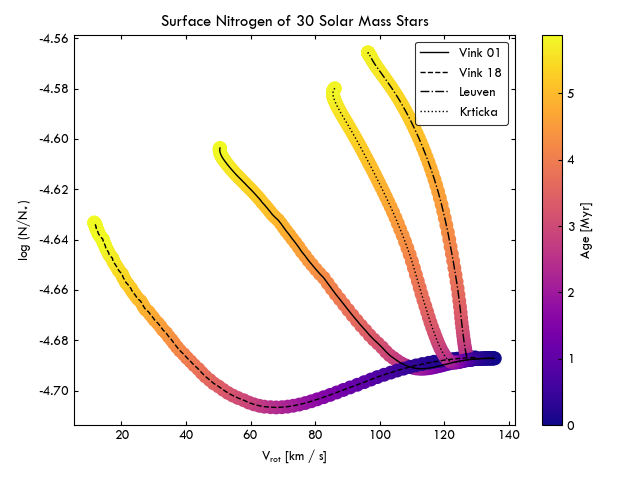 Surface Nitrogen of 30 Solar Mass Stars
-4.56
-4.58
-4.60
-4.62
-4.64
-4.66
-4.68
-4.70
log (N/N⋆)
20
40
60
80
100
120
140
V_rot [km / s]
Vink 01
Vink 18
Leuven
Krticka
5
4
3
2
1
0
Age [Myr]